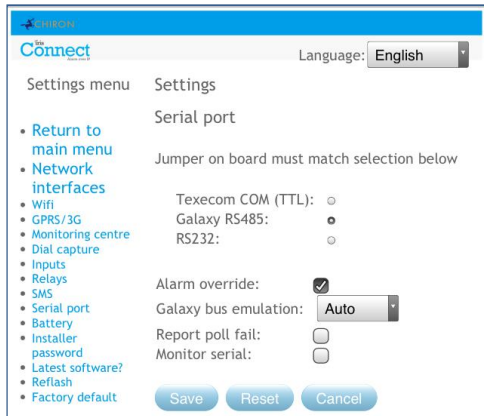 CHIRON
Iris
Connect
Language: English
Settings menu
Return to
main menu
Network
interfaces
Wifi
GPRS/3G
Monitoring centre
Dial capture
Inputs
Relays
SMS
Serial port
Battery
Installer
password
Latest software?
Reflash
Factory default
Settings
Serial port
Jumper on board must match selection below
Texecom COM (TTL):
Galaxy RS485:
RS232:
Alarm override:
Galaxy bus emulation: Auto
Report poll fail:
Monitor serial:
Save Reset Cancel